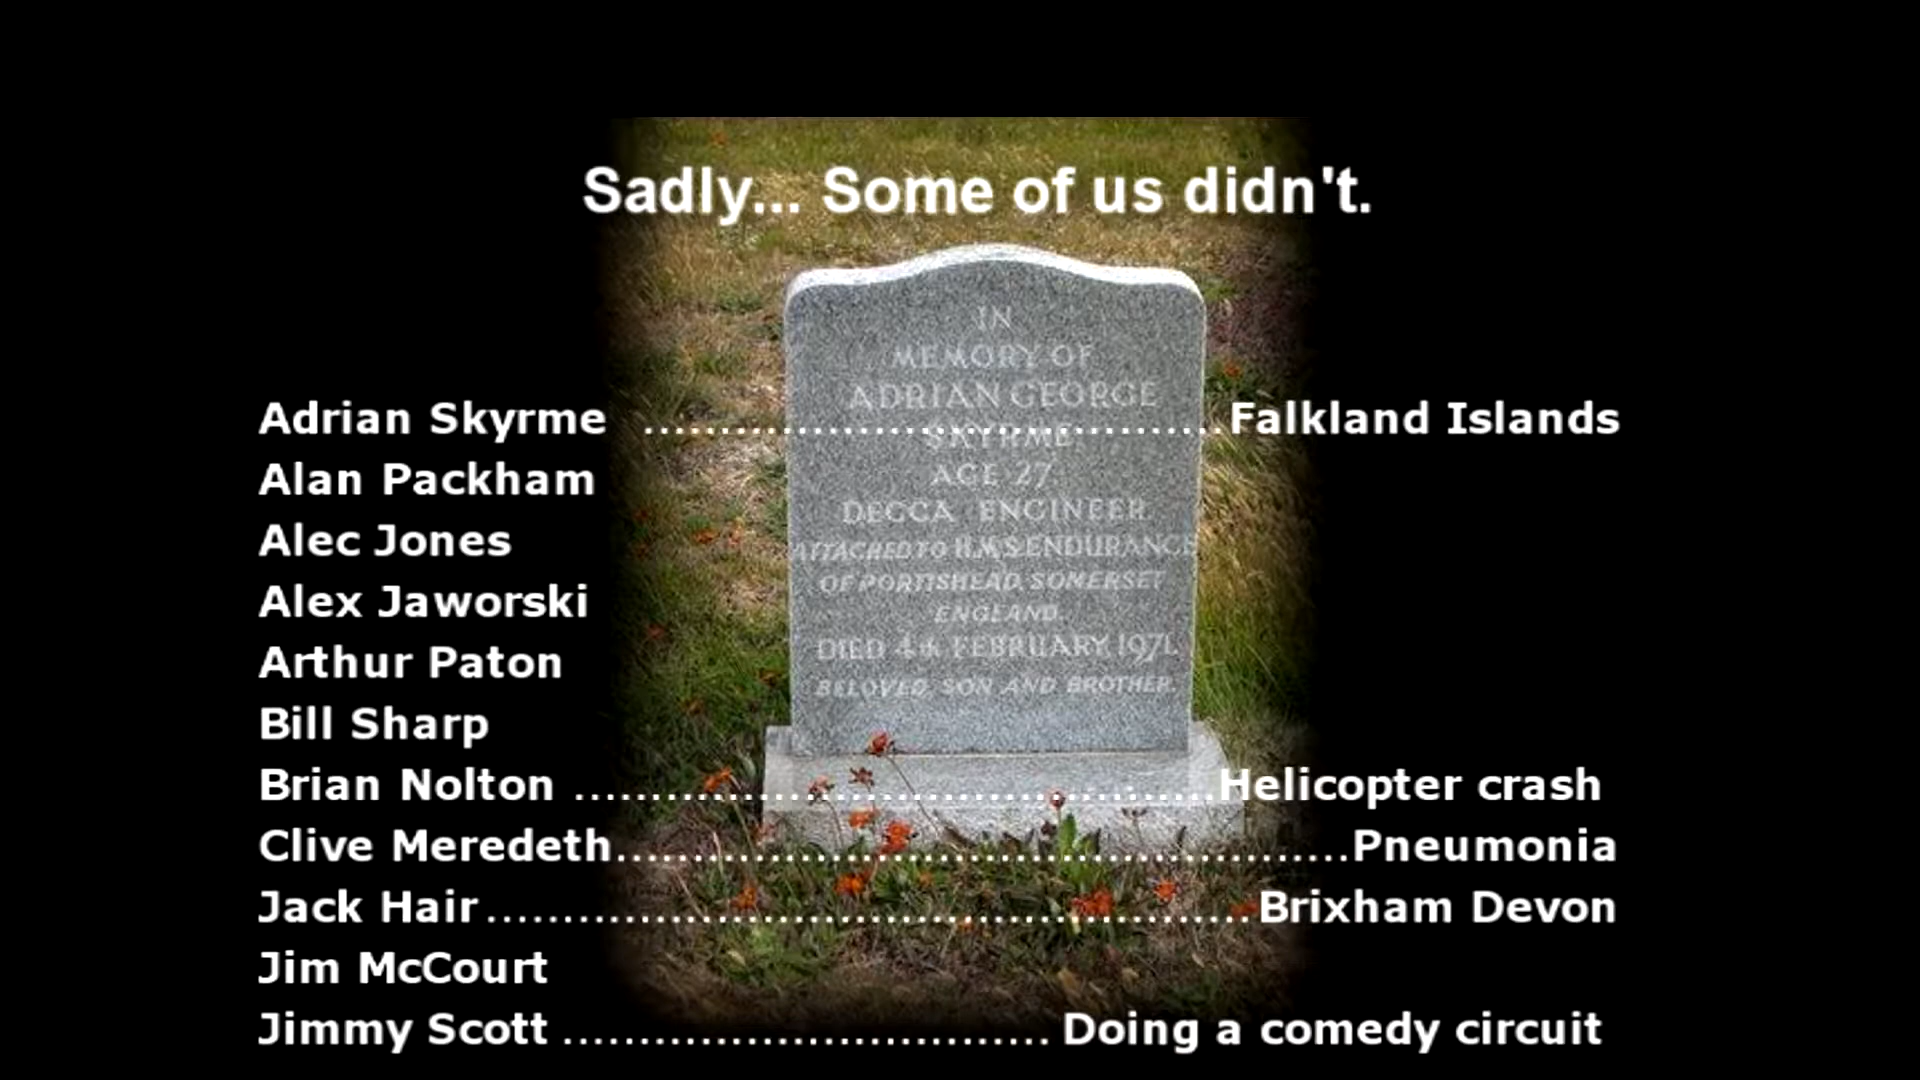 Sadly... Some of us didn't.
IN
MEMORY OF
ADRIAN GEORGE
SKYRME
AGE 27.
DECCA ENGINEER
ATTACHED TO H.M.S. ENDURANCE
OF PORTISHEAD, SOMERSET
ENGLAND.
DIED 4th FEBRUARY, 1971.
BELOVED SON AND BROTHER.
Adrian Skyrme ..............................Falkland Islands
Alan Packham
Alec Jones
Alex Jaworski
Arthur Paton
Bill Sharp
Brian Nolton ..................................Helicopter crash
Clive Meredeth.......................................Pneumonia
Jack Hair........................................Brixham Devon
Jim McCourt
Jimmy Scott ................................ Doing a comedy circuit